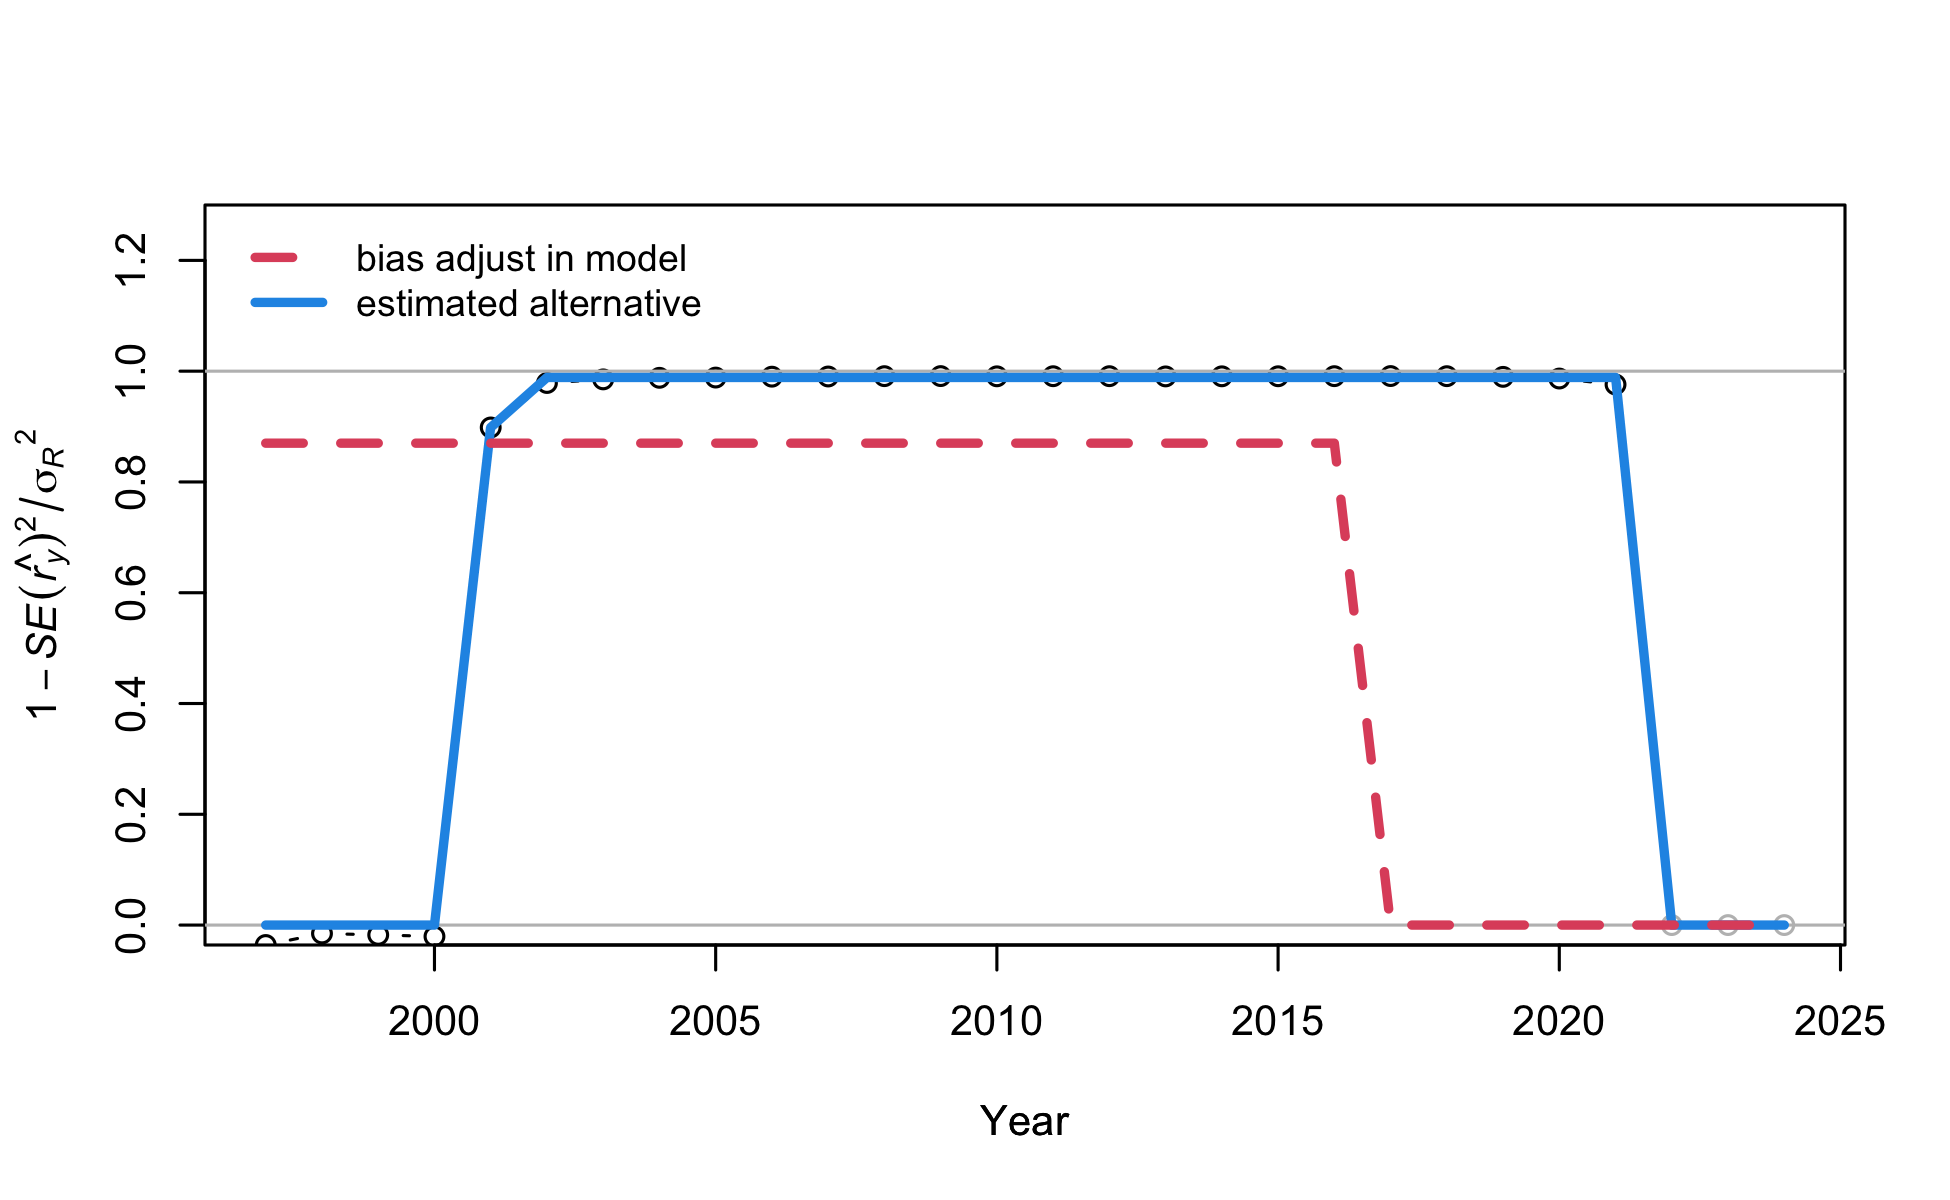 bias adjust in model
estimated alternative
1 − SE(r̂y)²/σR²
0.0 0.2 0.4 0.6 0.8 1.0 1.2
2000 2005 2010 2015 2020 2025
Year